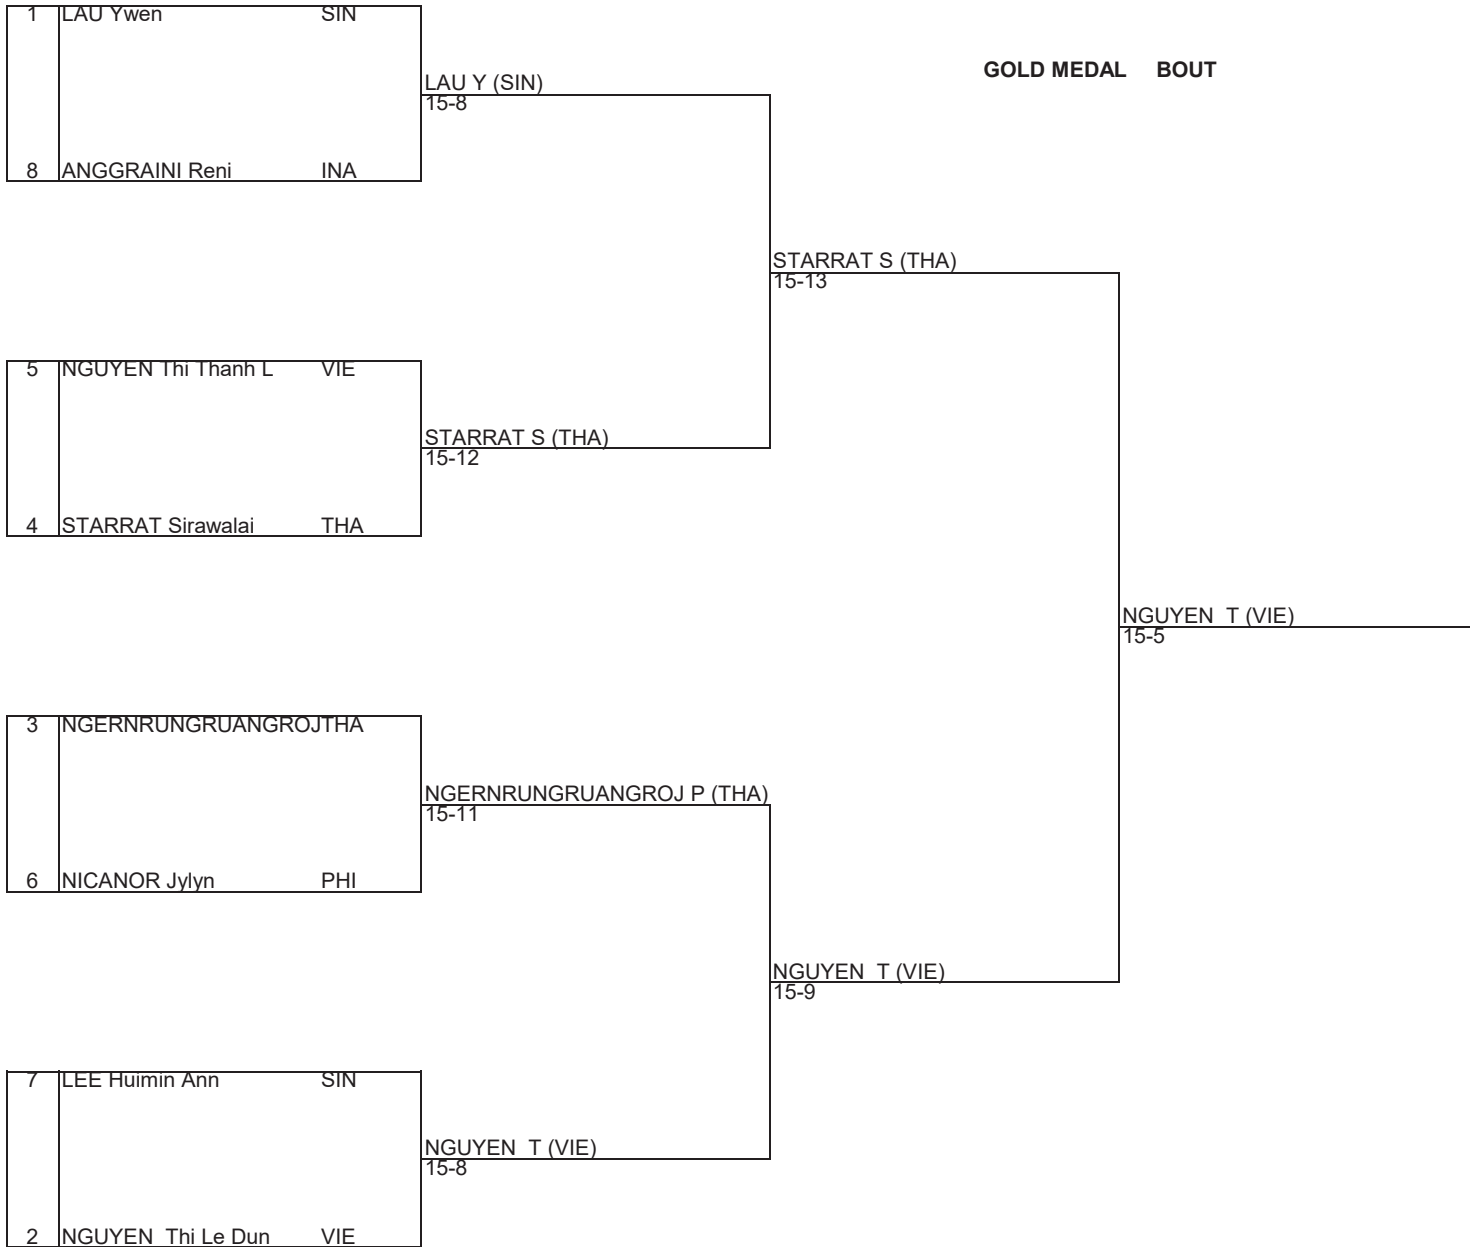 1 LAU Ywen SIN
GOLD MEDAL BOUT
LAU Y (SIN)
15-8
8 ANGGRAINI Reni INA
STARRAT S (THA)
15-13
5 NGUYEN Thi Thanh L VIE
STARRAT S (THA)
15-12
4 STARRAT Sirawalai THA
NGUYEN T (VIE)
15-5
3 NGERNRUNGRUANGROJTHA
NGERNRUNGRUANGROJ P (THA)
15-11
6 NICANOR Jylyn PHI
NGUYEN T (VIE)
15-9
7 LEE Huimin Ann SIN
NGUYEN T (VIE)
15-8
2 NGUYEN Thi Le Dun VIE